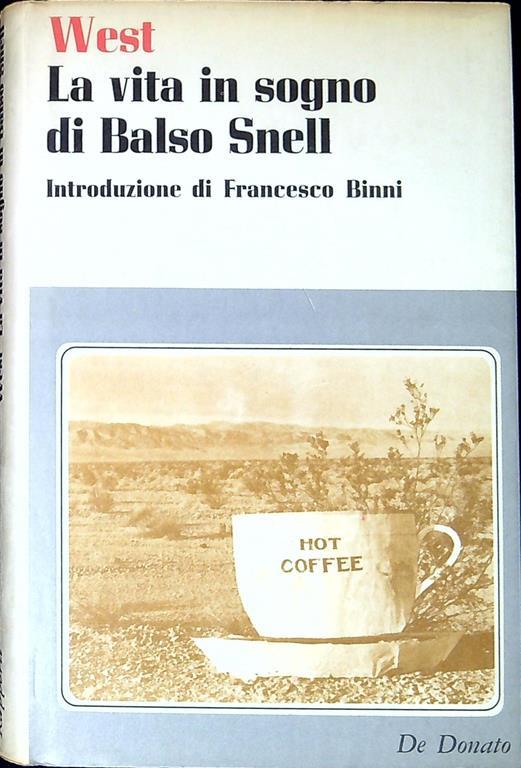 West
La vita in sogno
di Balso Snell
Introduzione di Francesco Binni
HOT
COFFEE
De Donato